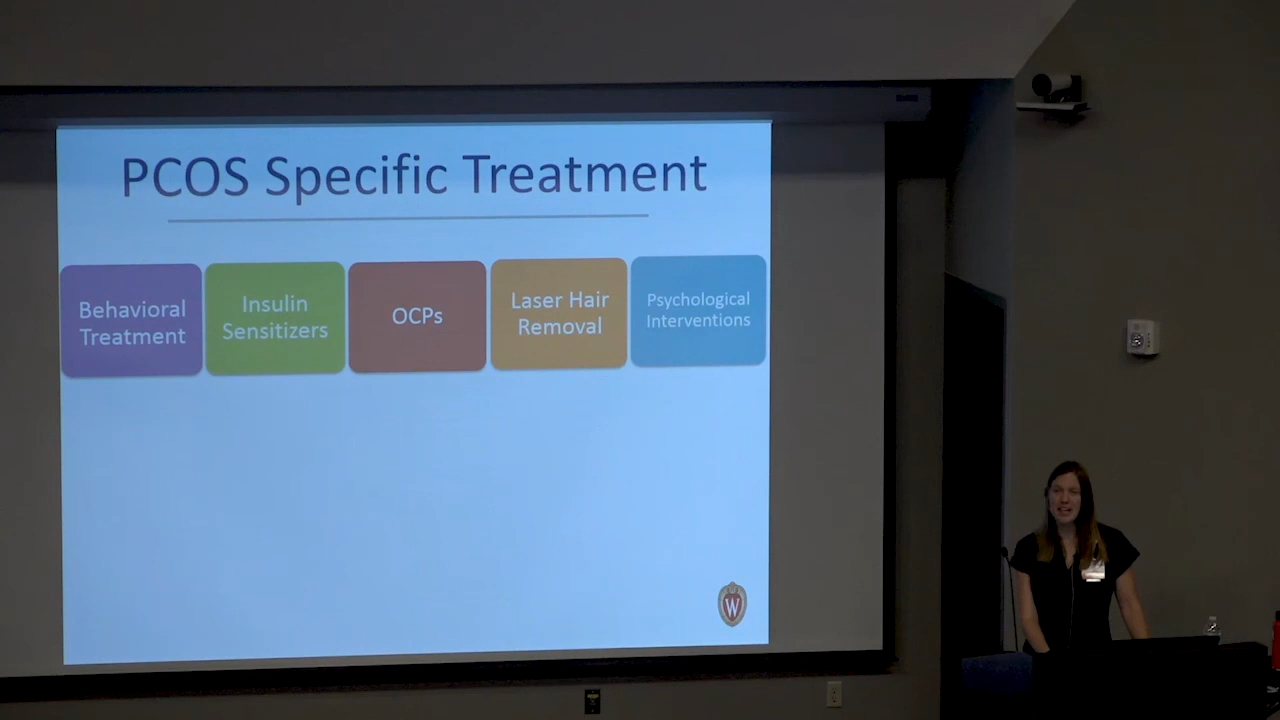 PCOS Specific Treatment
Behavioral
Treatment
Insulin
Sensitizers
OCPs
Laser Hair
Removal
Psychological
Interventions
W